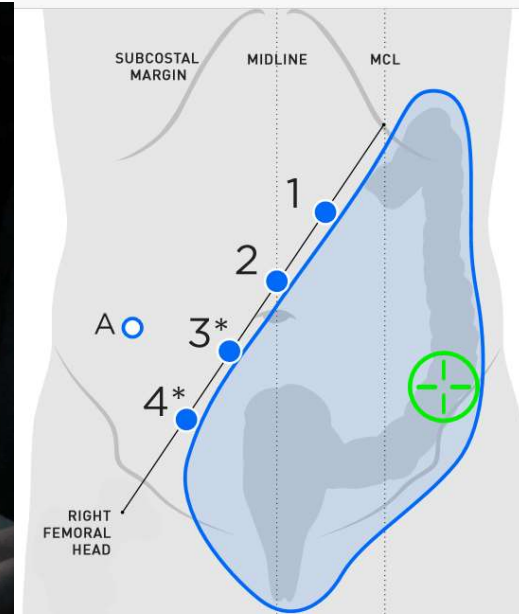 SUBCOSTAL
MARGIN
MIDLINE
MCL
1
2
A
3*
4*
RIGHT
FEMORAL
HEAD